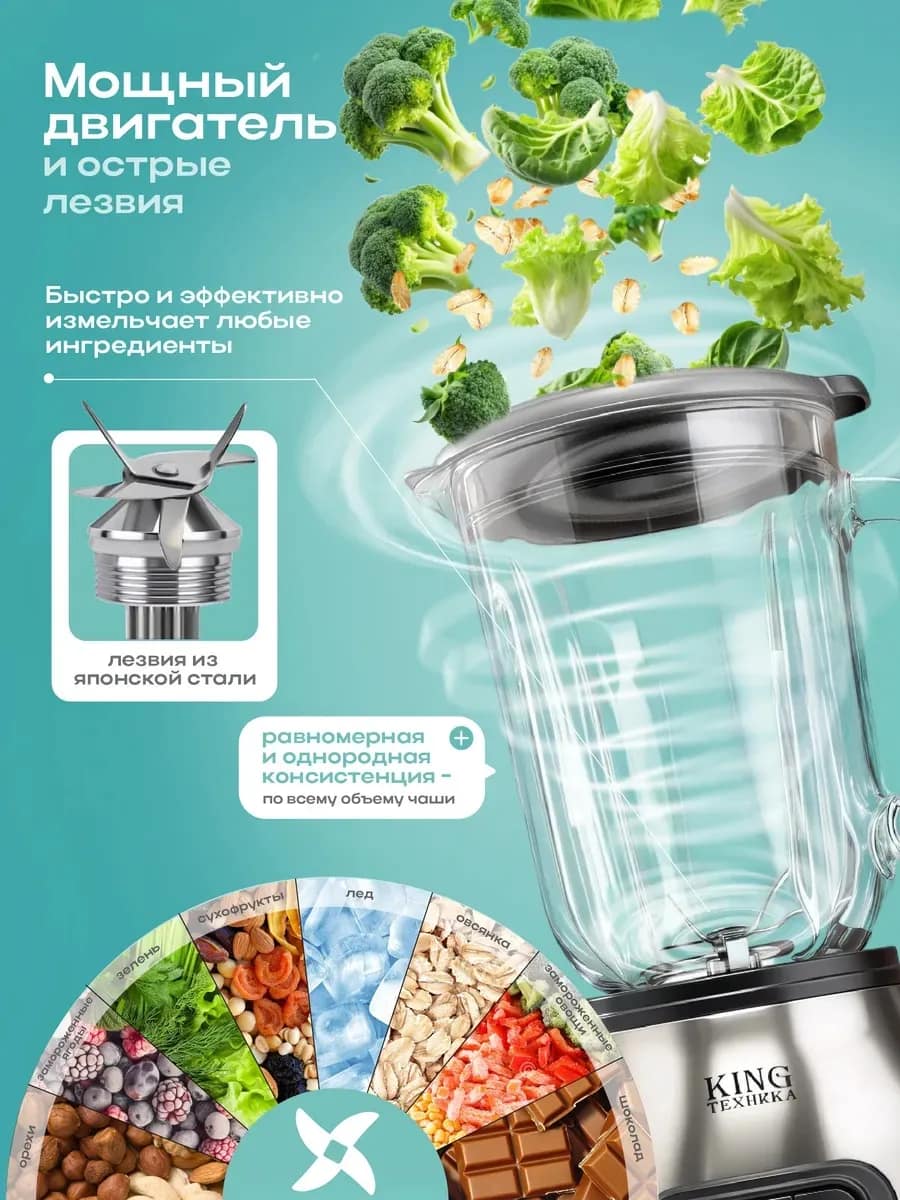 Мощный
двигатель
и острые
лезвия
Быстро и эффективно
измельчает любые
ингредиенты
лезвия из
японской стали
равномерная
и однородная
консистенция –
по всему объему чаши
орехи
замороженные
ягоды
зелень
сухофрукты
лед
овсянка
замороженные
овощи
шоколад
KING
ТЕХНИКА